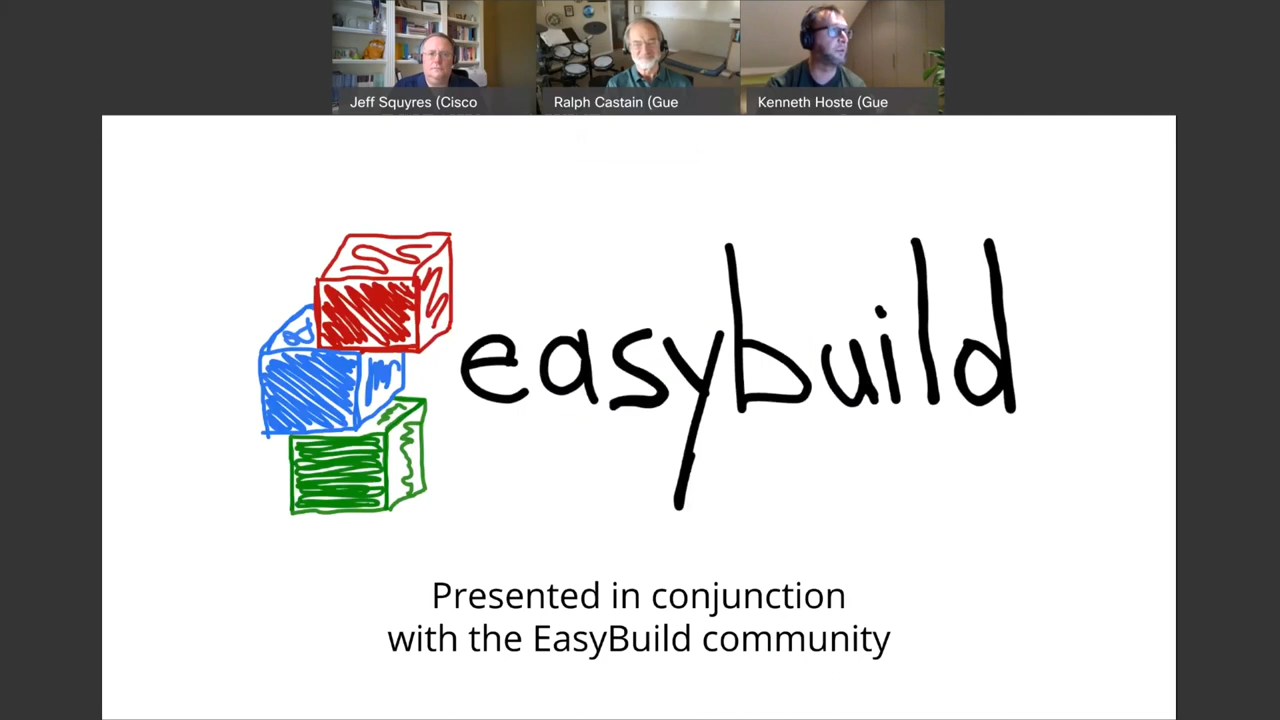 Jeff Squyres (Cisco
Ralph Castain (Gue
Kenneth Hoste (Gue
easybuild
Presented in conjunction
with the EasyBuild community